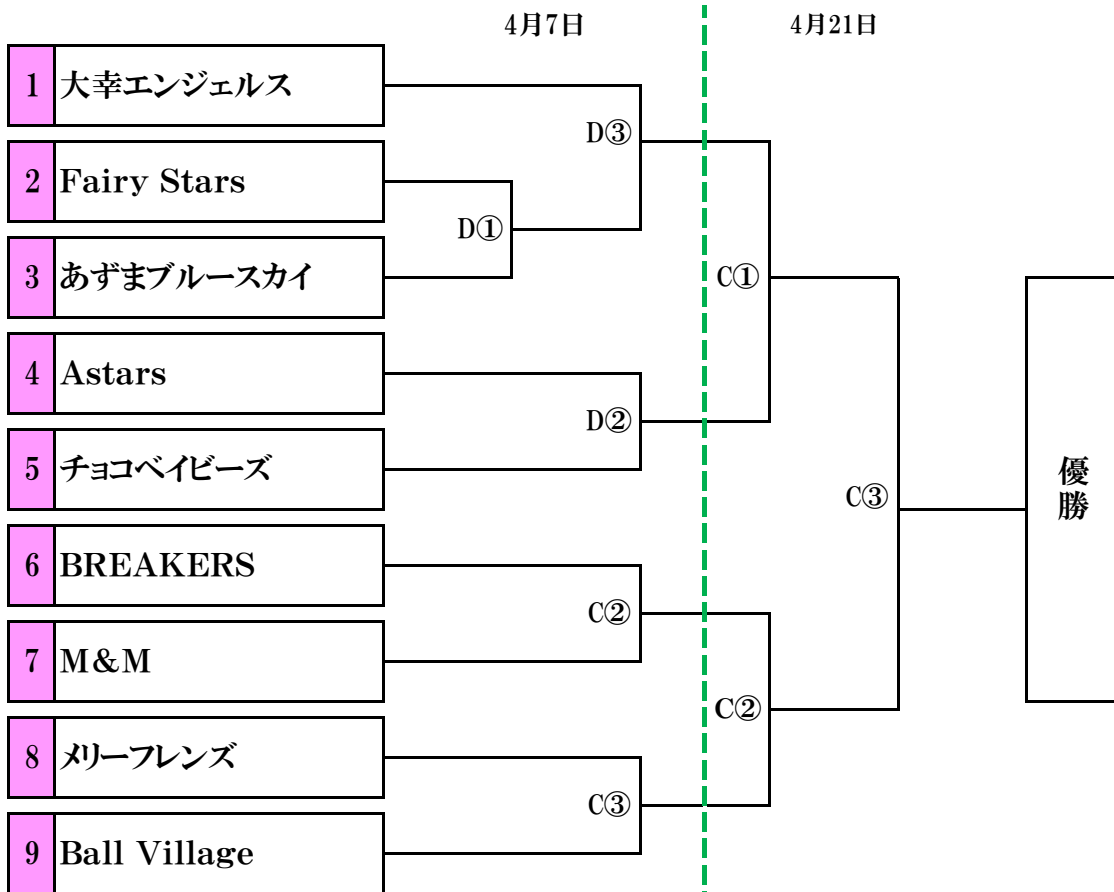 4月7日
4月21日
1 大幸エンジェルス
D③
2 Fairy Stars
D①
3 あずまブルースカイ
C①
4 Astars
D②
5 チョコベイビーズ
C③
優勝
6 BREAKERS
C②
7 M&M
C②
8 メリーフレンズ
C③
9 Ball Village